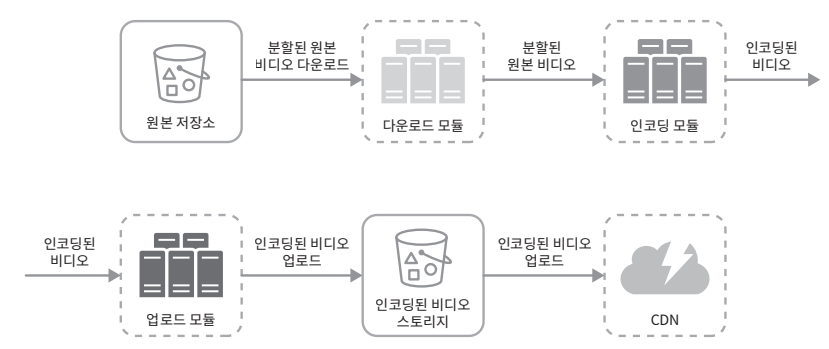 분할된 원본
비디오 다운로드
원본 저장소
다운로드 모듈
분할된
원본 비디오
인코딩 모듈
인코딩된
비디오
인코딩된
비디오
업로드 모듈
인코딩된 비디오
업로드
인코딩된 비디오
스토리지
인코딩된 비디오
업로드
CDN